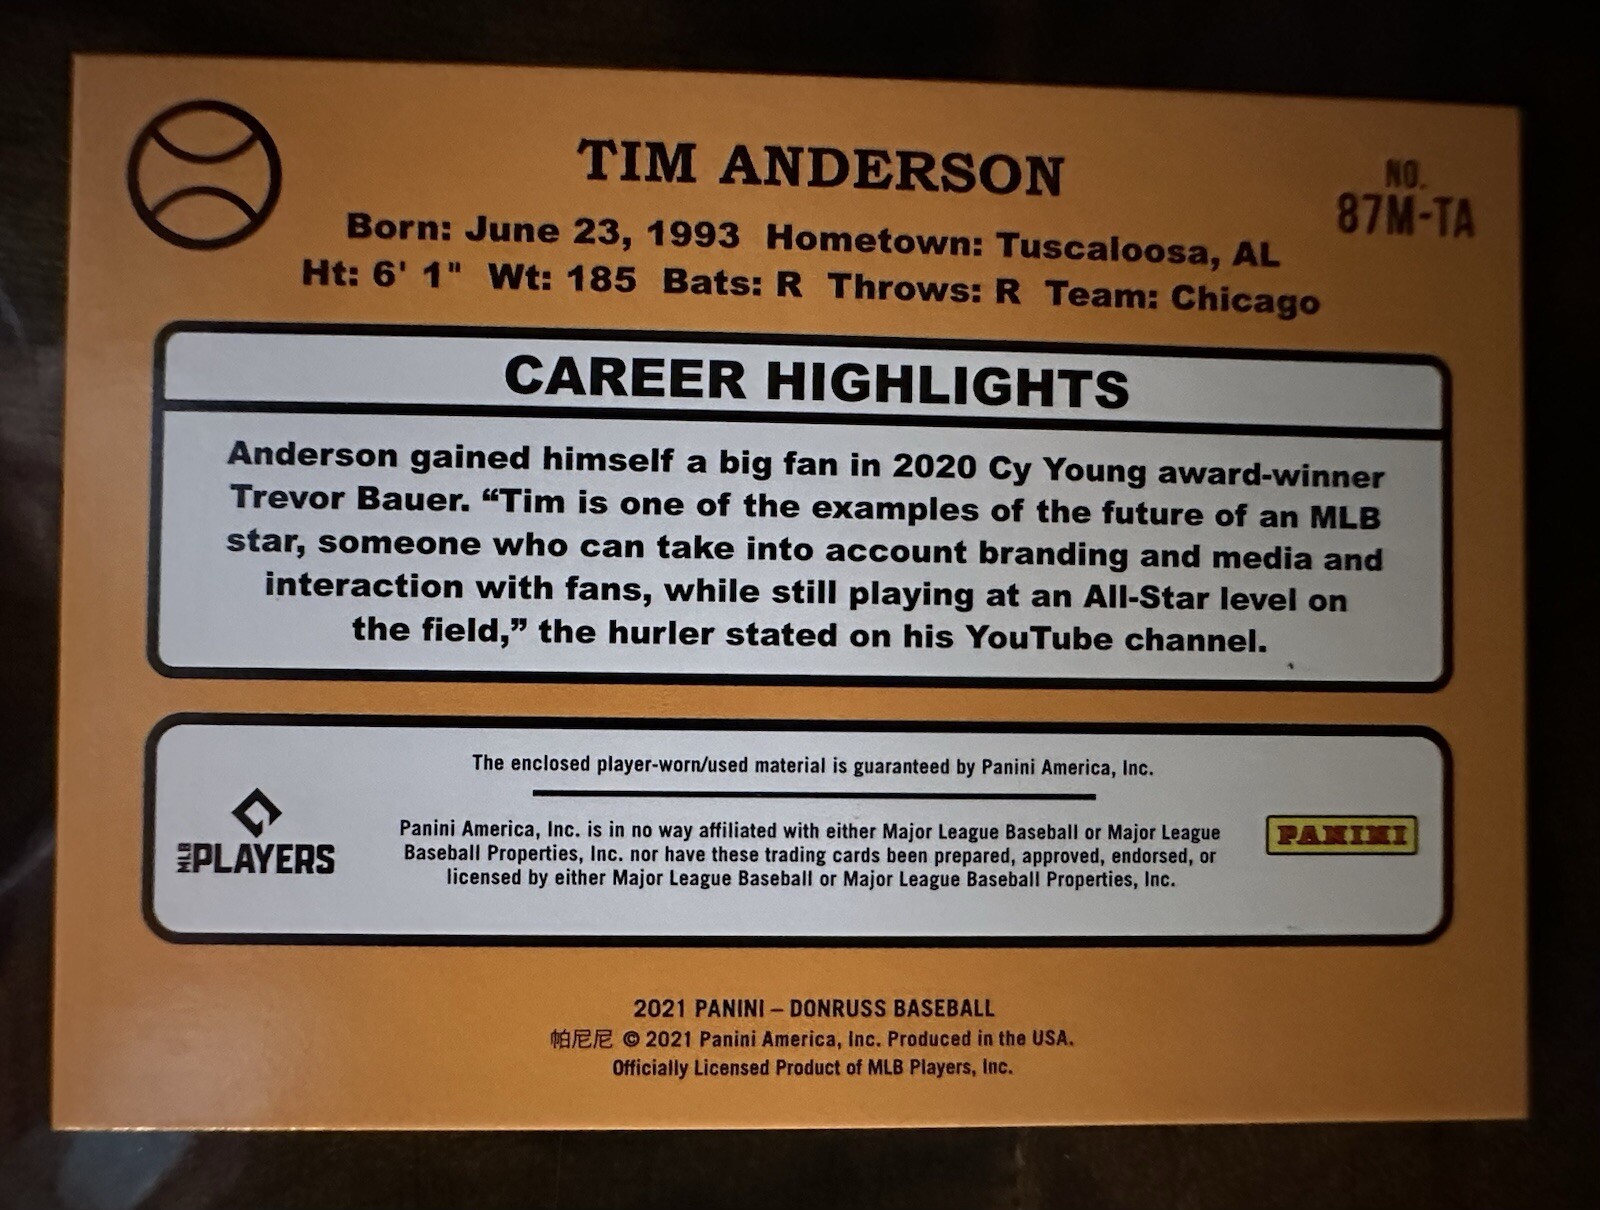 TIM ANDERSON
NO.
87M-TA
Born: June 23, 1993 Hometown: Tuscaloosa, AL
Ht: 6' 1" Wt: 185 Bats: R Throws: R Team: Chicago
CAREER HIGHLIGHTS
Anderson gained himself a big fan in 2020 Cy Young award-winner
Trevor Bauer. “Tim is one of the examples of the future of an MLB
star, someone who can take into account branding and media and
interaction with fans, while still playing at an All-Star level on
the field,” the hurler stated on his YouTube channel.
The enclosed player-worn/used material is guaranteed by Panini America, Inc.
MLB PLAYERS
Panini America, Inc. is in no way affiliated with either Major League Baseball or Major League
Baseball Properties, Inc. nor have these trading cards been prepared, approved, endorsed, or
licensed by either Major League Baseball or Major League Baseball Properties, Inc.
PANINI
2021 PANINI – DONRUSS BASEBALL
帕尼尼 © 2021 Panini America, Inc. Produced in the USA.
Officially Licensed Product of MLB Players, Inc.